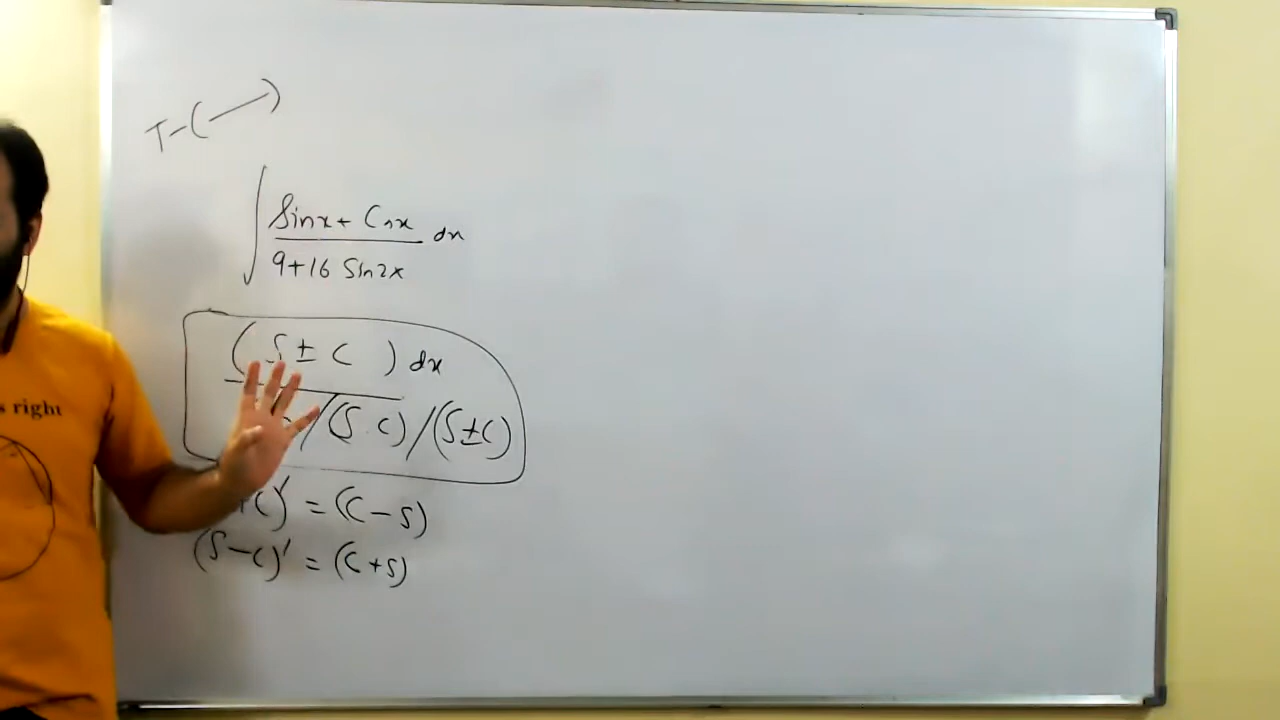 T-(⟶)
∫ (Sinx + Cosx)/(9+16 Sin2x) dx
(S ± C) dx
/(S·C)/(S±C)
+C)' = (C-S)
(S-C)' = (C+S)
s right